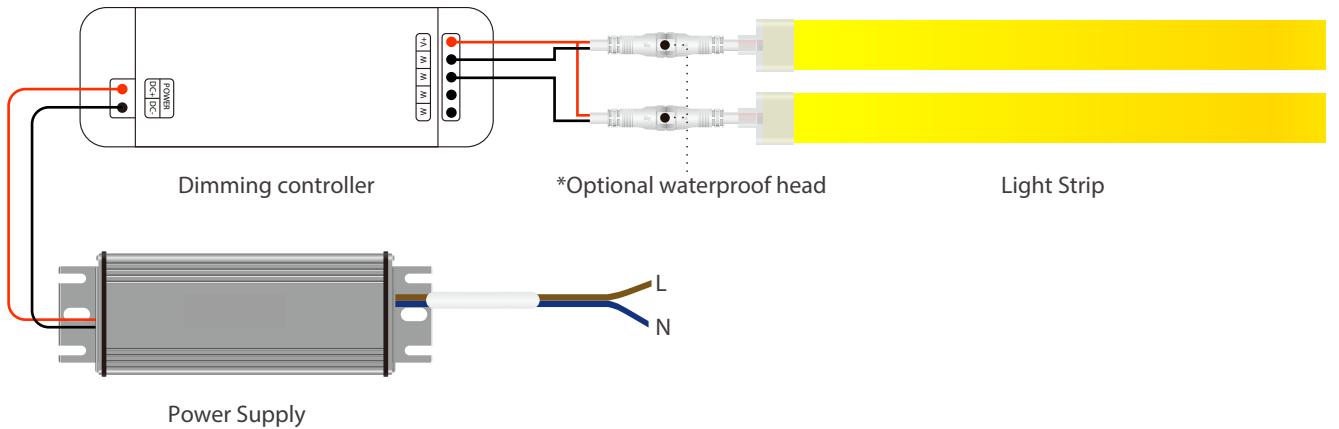 V+
W
W
W
W
POWER
DC+ DC-
Dimming controller
*Optional waterproof head
Light Strip
L
N
Power Supply